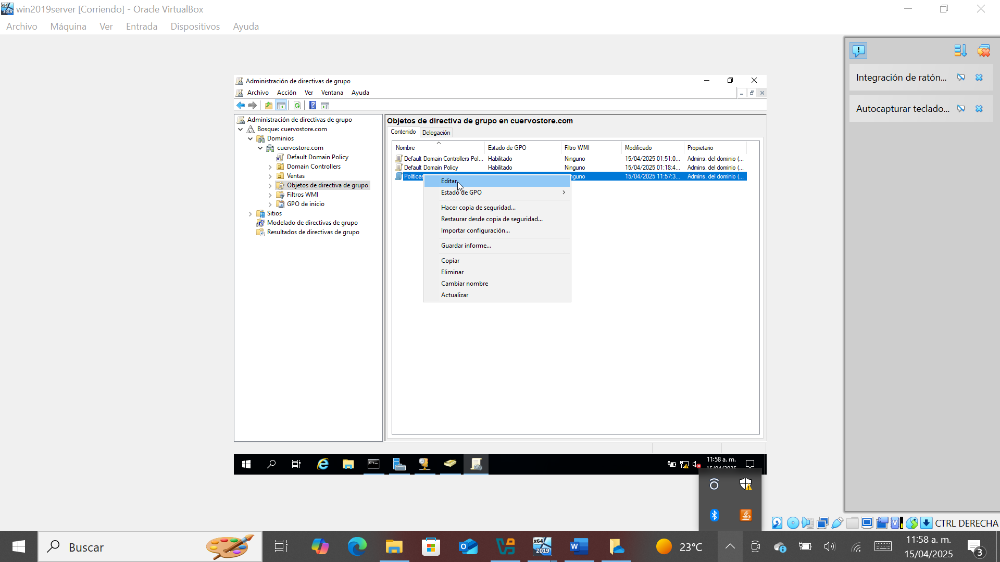 win2019server [Corriendo] - Oracle VirtualBox
Archivo Máquina Ver Entrada Dispositivos Ayuda
Integración de ratón...
Autocapturar teclado...
Administración de directivas de grupo
Archivo Acción Ver Ventana Ayuda
Administración de directivas de grupo
Bosque: cuervostore.com
Dominios
cuervostore.com
Default Domain Policy
Domain Controllers
Ventas
Objetos de directiva de grupo
Filtros WMI
GPO de inicio
Sitios
Modelado de directivas de grupo
Resultados de directivas de grupo
Objetos de directiva de grupo en cuervostore.com
Contenido Delegación
Nombre Estado de GPO Filtro WMI Modificado Propietario
Default Domain Controllers Pol... Habilitado Ninguno 15/04/2025 01:51:0... Admins. del dominio (...
Default Domain Policy Habilitado Ninguno 15/04/2025 01:18:4... Admins. del dominio (...
15/04/2025 11:57:3... Admins. del dominio (...
Editar
Estado de GPO
Hacer copia de seguridad...
Restaurar desde copia de seguridad...
Importar configuración...
Guardar informe...
Copiar
Eliminar
Cambiar nombre
Actualizar
11:58 a. m.
15/04/2025
CTRL DERECHA
Buscar
x64
2019
23°C
11:58 a. m.
15/04/2025
3